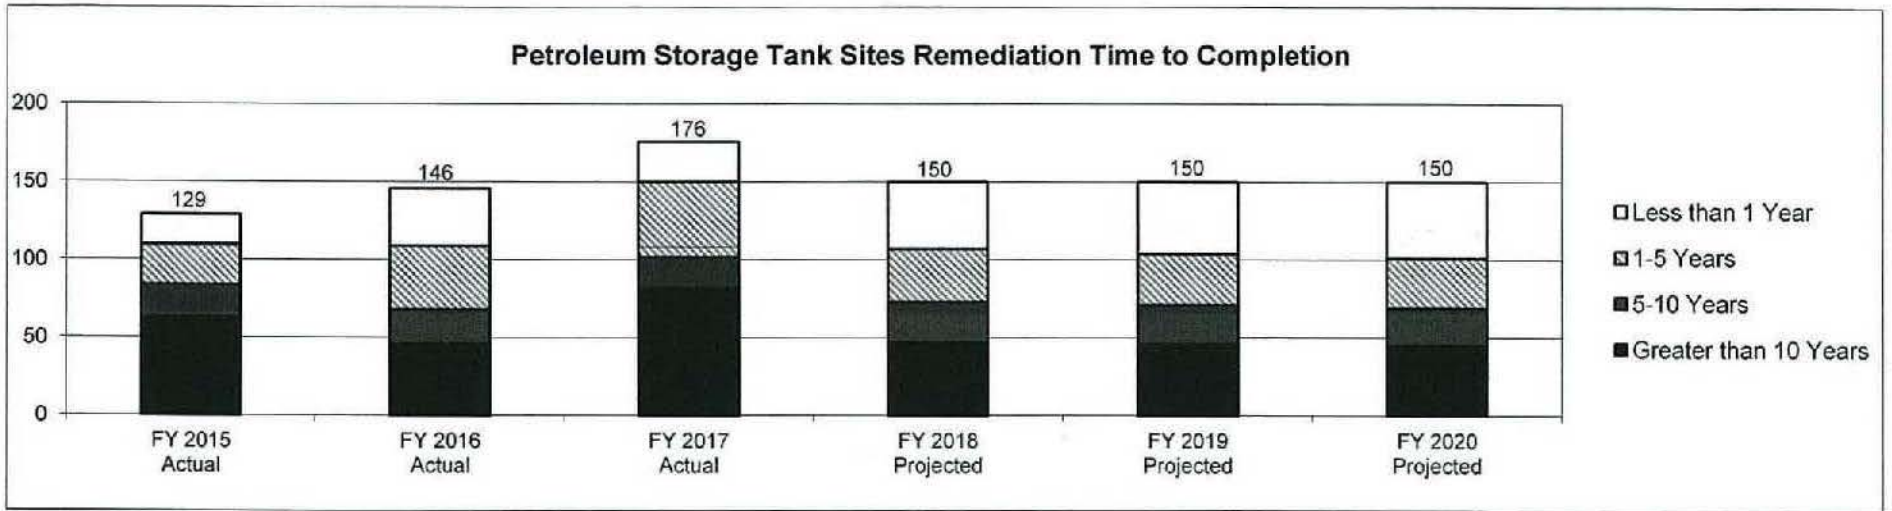 Petroleum Storage Tank Sites Remediation Time to Completion
200
150
100
50
0
129
146
176
150
150
150
FY 2015
Actual
FY 2016
Actual
FY 2017
Actual
FY 2018
Projected
FY 2019
Projected
FY 2020
Projected
Less than 1 Year
1-5 Years
5-10 Years
Greater than 10 Years